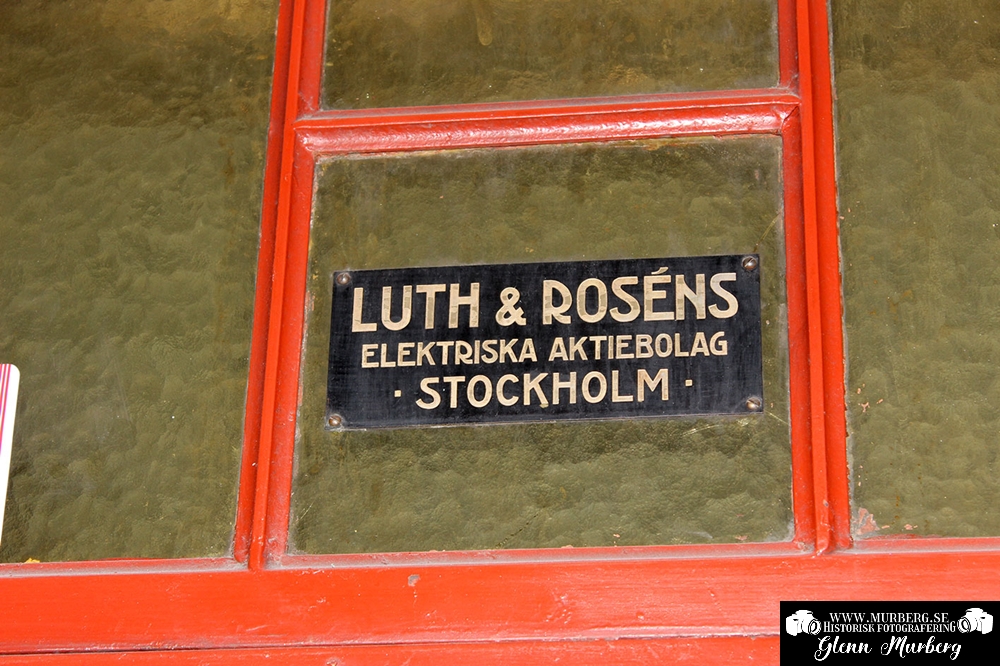 LUTH & ROSÉNS
ELEKTRISKA AKTIEBOLAG
· STOCKHOLM ·
WWW.MURBERG.SE
HISTORISK FOTOGRAFERING
Glenn Murberg